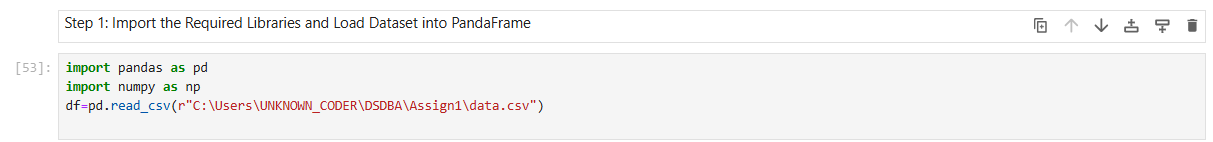 Step 1: Import the Required Libraries and Load Dataset into PandaFrame
[53]:
import pandas as pd
import numpy as np
df=pd.read_csv(r"C:\Users\UNKNOWN_CODER\DSDBA\Assign1\data.csv")